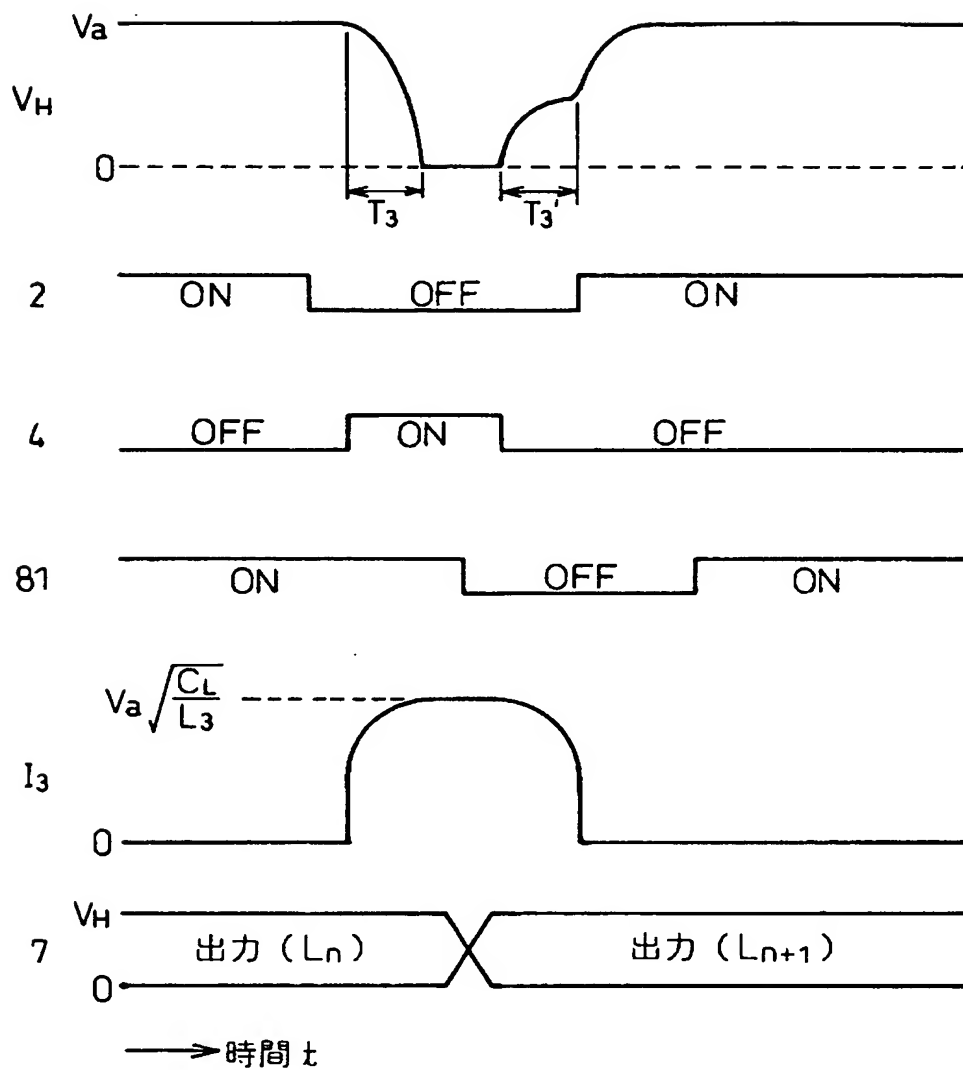 Va
VH
0
T3
T3'
2
ON
OFF
ON
4
OFF
ON
OFF
81
ON
OFF
ON
Va√CL/L3
I3
0
VH
7
出力(Ln)
出力(Ln+1)
0
時間 t